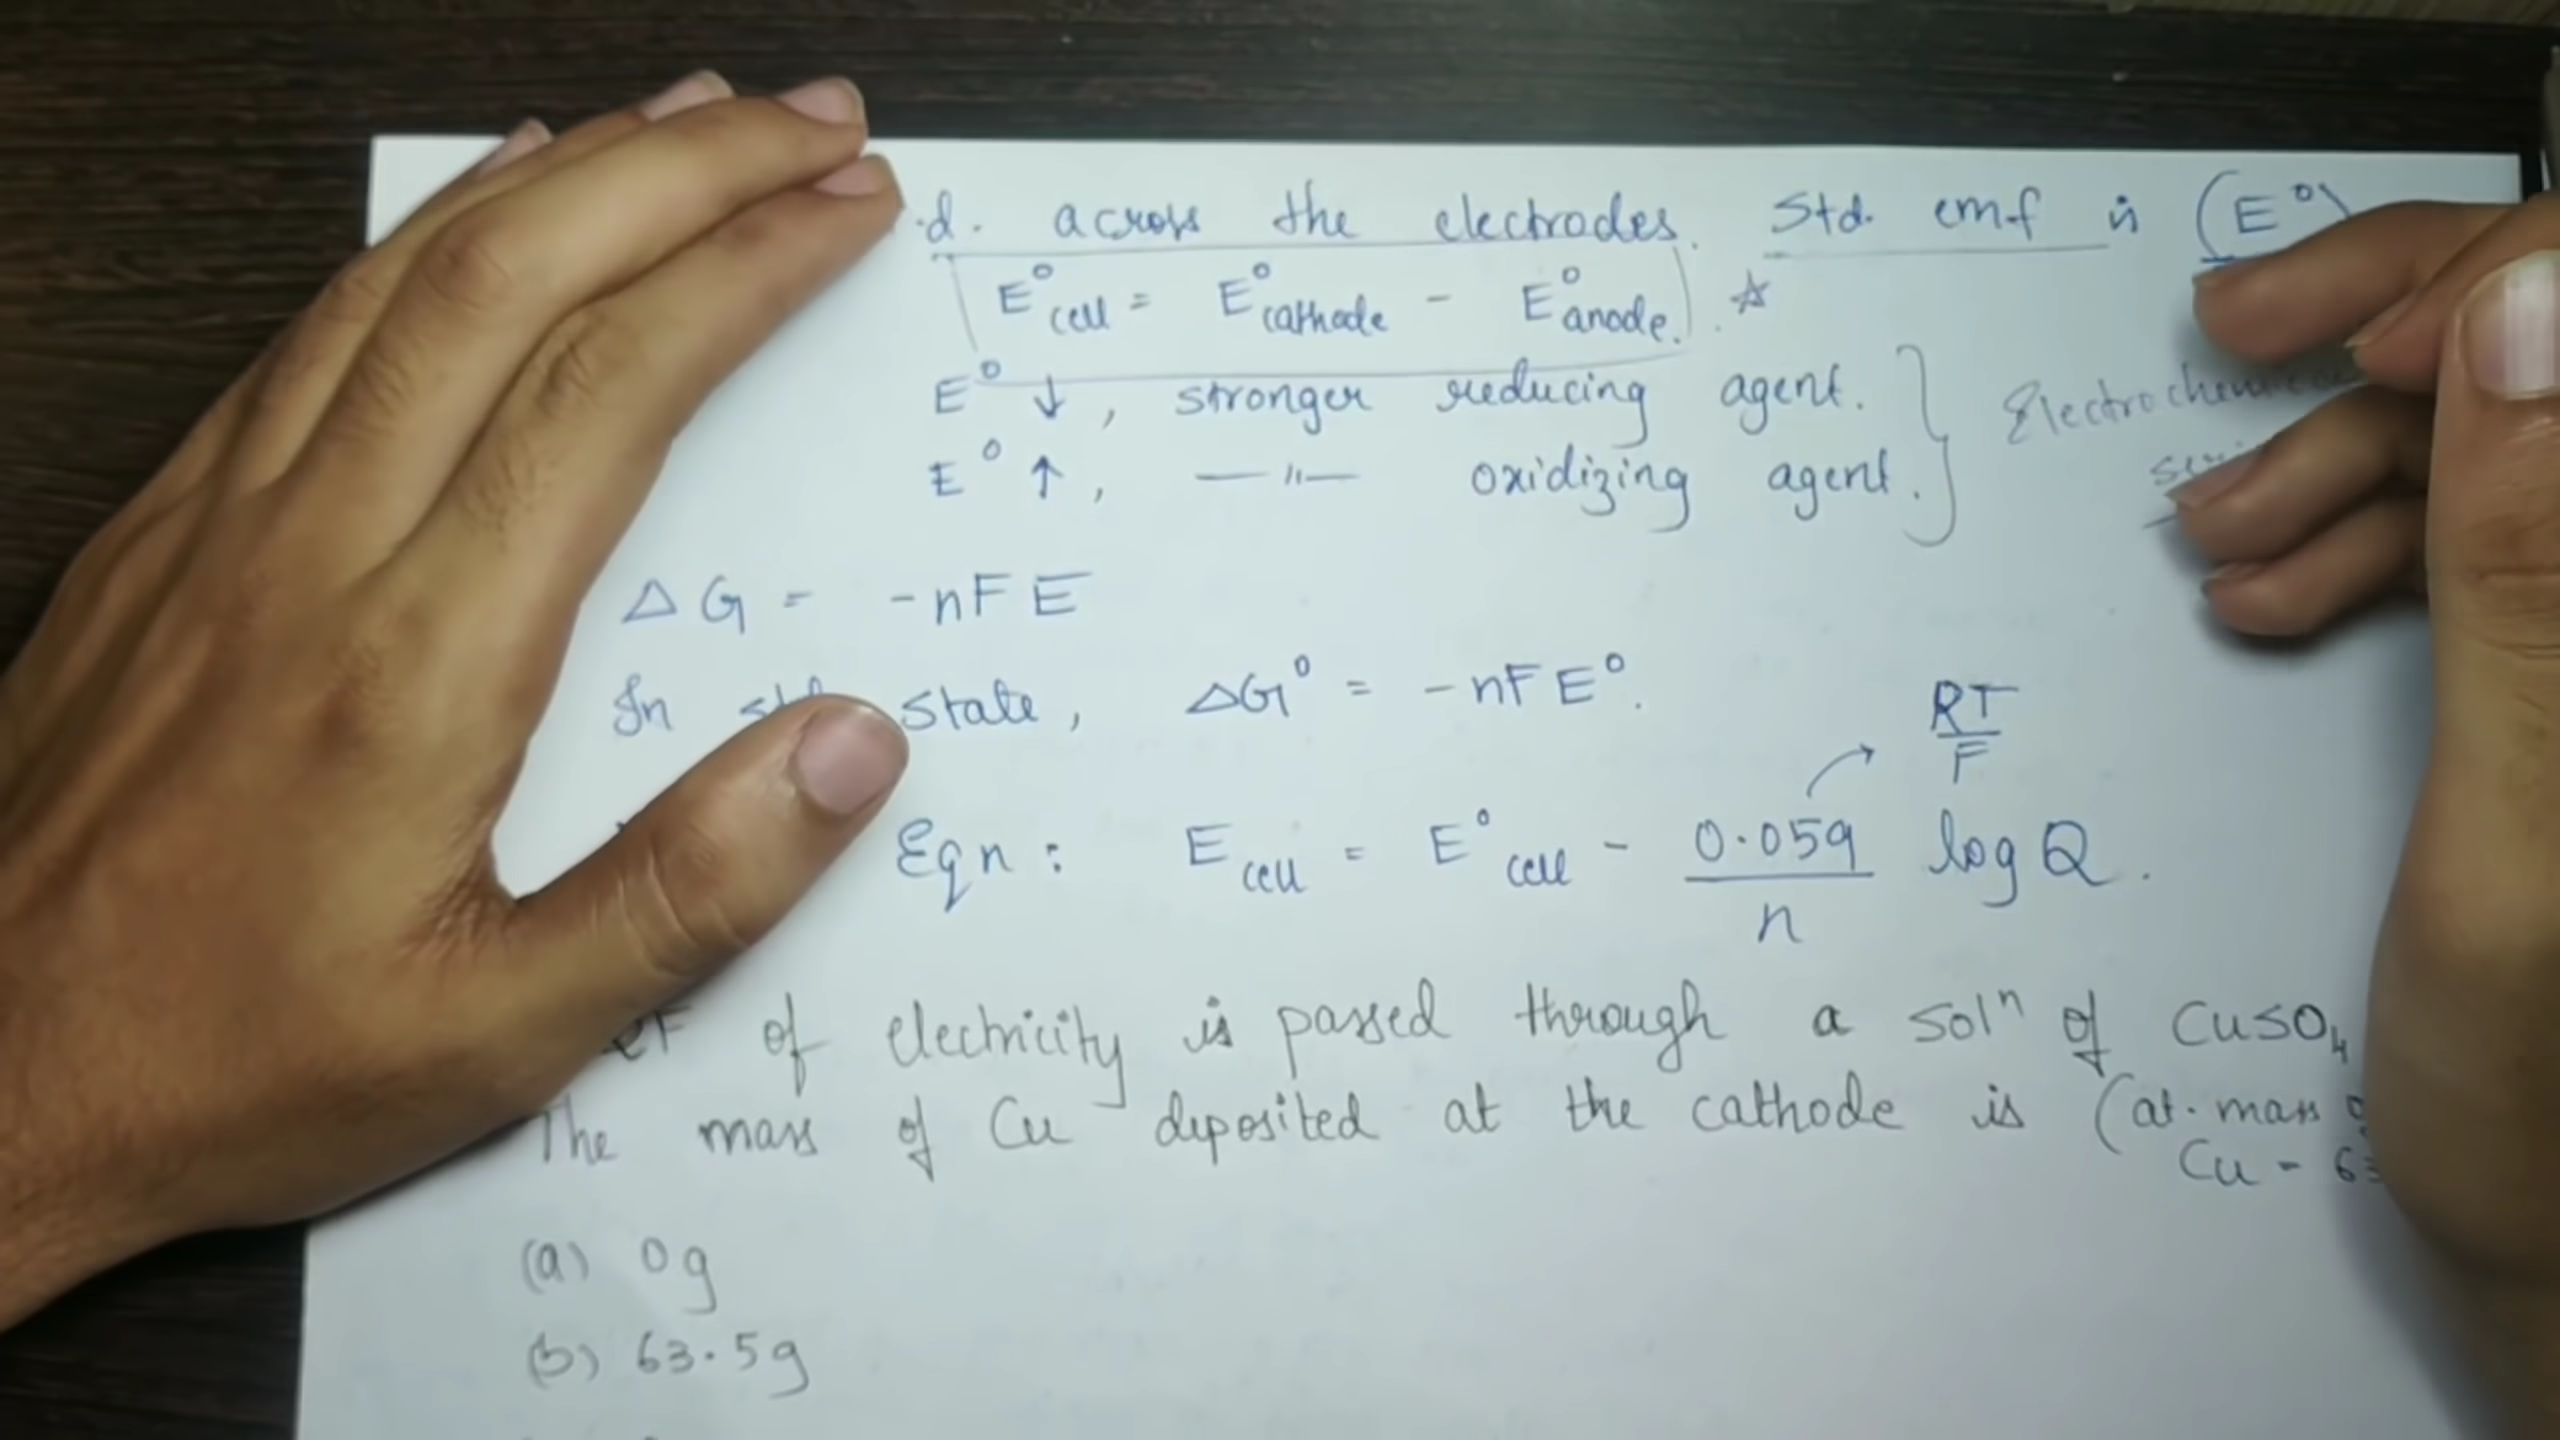 .d. across the electrodes. Std. emf is (E°)
E°cell = E°cathode - E°anode. ☆
E° ↓, stronger reducing agent.
E° ↑, —〃— oxidizing agent.
ΔG = -nFE
In state, ΔG° = -nFE°.
RT/F
Eqn: Ecell = E°cell - 0.059/n log Q.
of electricity is passed through a solⁿ of CuSO₄
The mass of Cu deposited at the cathode is (at. mass
Cu -
(a) 0g
(b) 63.5g